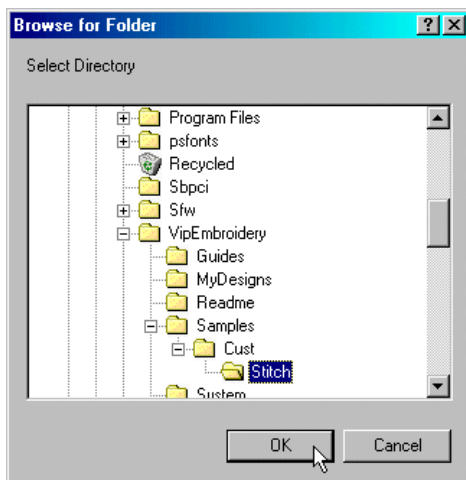 Browse for Folder
Select Directory
Program Files
psfonts
Recycled
Sbpci
Sfw
VipEmbroidery
Guides
MyDesigns
Readme
Samples
Cust
Stitch
System
OK Cancel